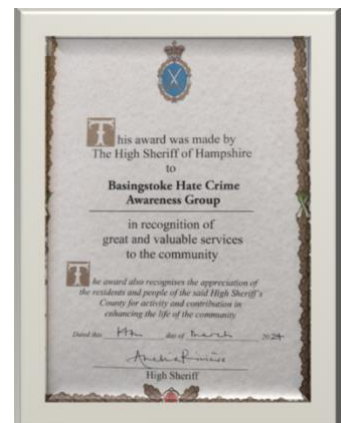 This award was made by
The High Sheriff of Hampshire
to
Basingstoke Hate Crime
Awareness Group
in recognition of
great and valuable services
to the community
The award also recognises the appreciation of
the residents and people of the said High Sheriff's
County for activity and contribution in
enhancing the life of the community
Dated this day of March 2024
High Sheriff